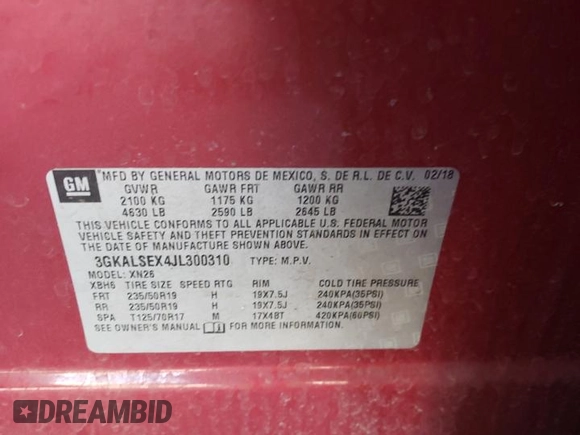 GM
MFD BY GENERAL MOTORS DE MEXICO, S. DE R.L. DE C.V. 02/18
GVWR GAWR FRT GAWR RR
2100 KG 1175 KG 1200 KG
4630 LB 2590 LB 2645 LB
THIS VEHICLE CONFORMS TO ALL APPLICABLE U.S. FEDERAL MOTOR
VEHICLE SAFETY AND THEFT PREVENTION STANDARDS IN EFFECT ON
THE DATE OF MANUFACTURE SHOWN ABOVE.
3GKALSEX4JL300310 TYPE: M.P.V.
MODEL: XN26
XBH6 TIRE SIZE SPEED RTG RIM COLD TIRE PRESSURE
FRT 235/50R19 H 19X7.5J 240KPA(35PSI)
RR 235/50R19 H 19X7.5J 240KPA(35PSI)
SPA T125/70R17 M 17X4BT 420KPA(60PSI)
SEE OWNER'S MANUAL FOR MORE INFORMATION.
DREAMBID